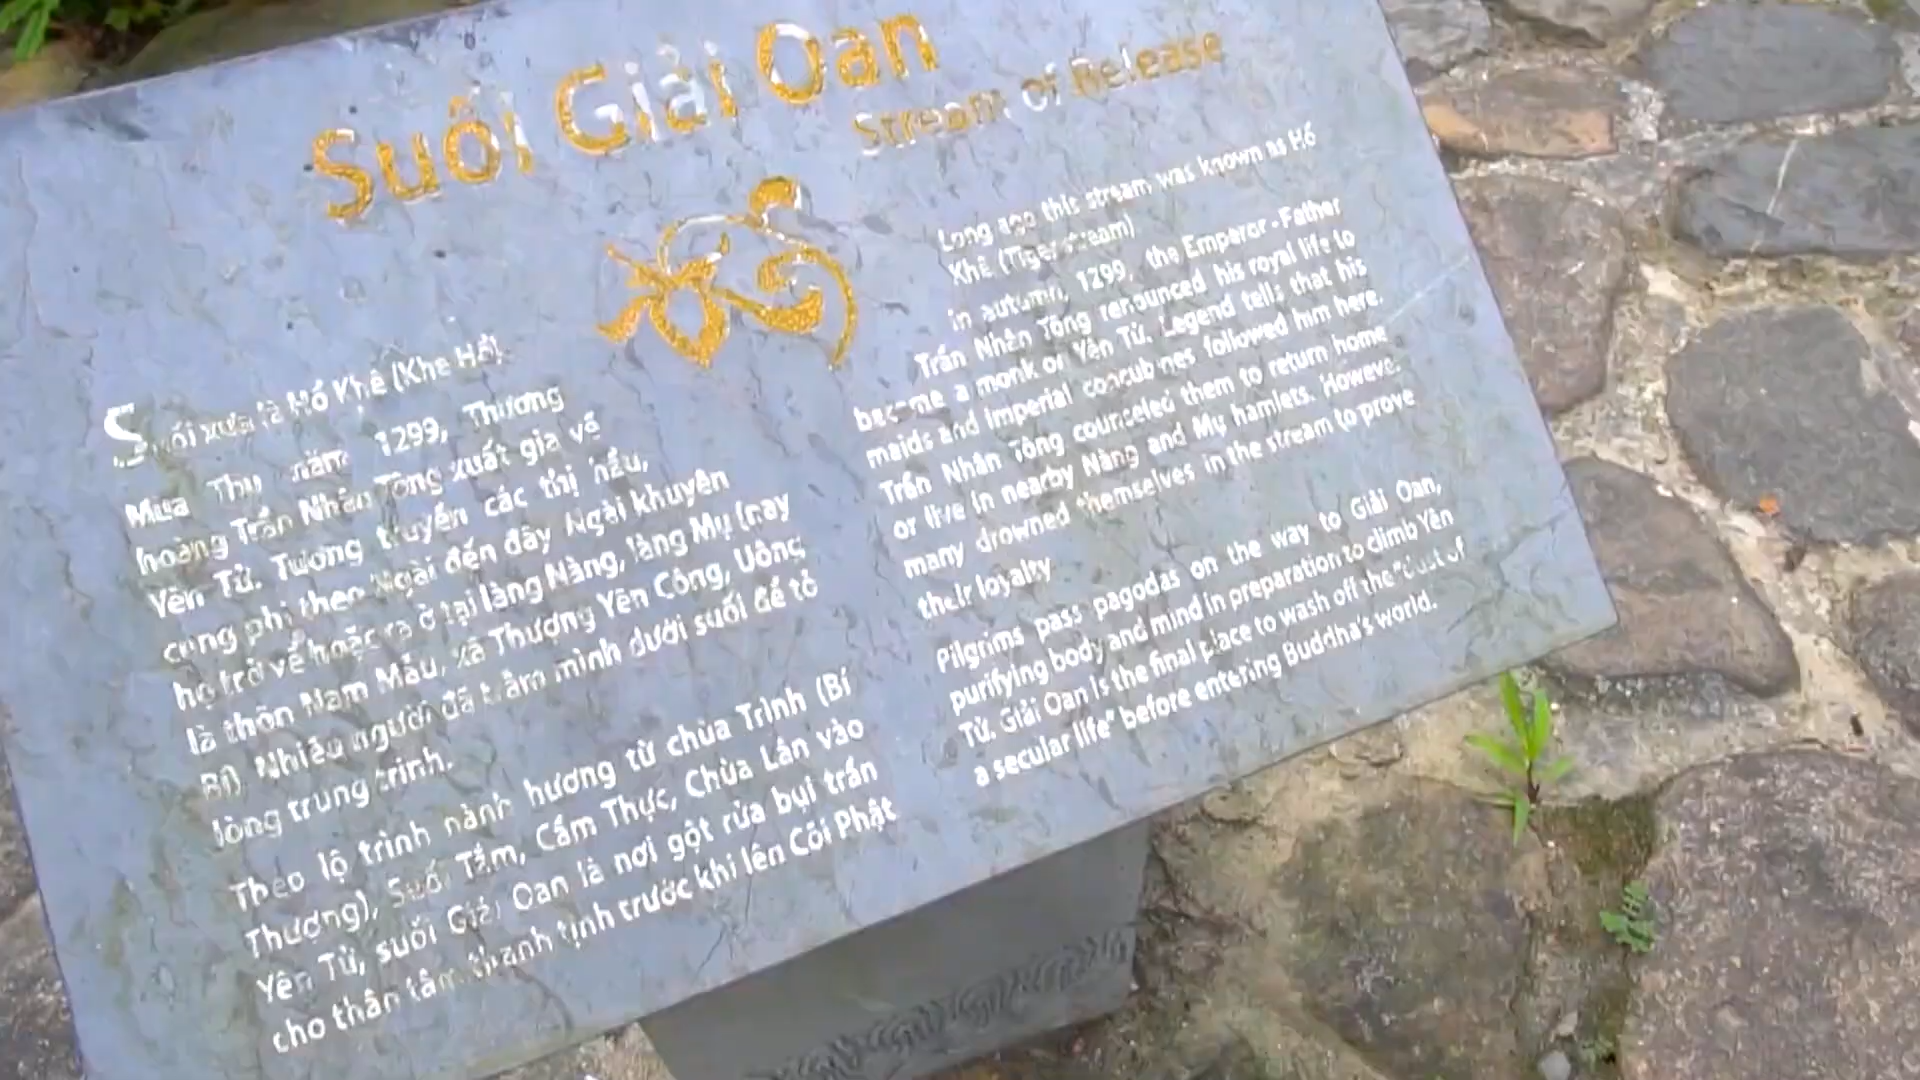 Suối Giải Oan
Stream of Release
Suối xưa là Hổ Khê (Khe Hổ).
Mùa Thu năm 1299, Thượng
hoàng Trần Nhân Tông xuất gia về
Yên Tử. Tương truyền các thị nầu,
cung phi theo Ngài đến đây Ngài khuyên
họ trở về hoặc ra ở tại làng Nàng, làng Mụ (nay
là thôn Nam Mẫu, xã Thượng Yên Công, Uông
Bí). Nhiều người đã trầm mình dưới suối để tỏ
lòng trung trinh.
Theo lộ trình hành hương từ chùa Trình (Bí
Thượng), Suối Tắm, Cầm Thực, Chùa Lân vào
Yên Tử, suối Giải Oan là nơi gột rửa bụi trần
cho thân tâm thanh tịnh trước khi lên Cõi Phật
Long ago this stream was known as Hổ
Khê (Tiger stream)
In autumn, 1299, the Emperor - Father
Trần Nhân Tông renounced his royal life to
become a monk of Yên Tử. Legend tells that his
maids and imperial concubines followed him here.
Trần Nhân Tông counseled them to return home
or live in nearby Nàng and Mụ hamlets. However
many drowned themselves in the stream to prove
their loyalty
Pilgrims pass pagodas on the way to Giải Oan,
purifying body and mind in preparation to climb Yên
Tử. Giải Oan is the final place to wash off the "dust of
a secular life" before entering Buddha's world.